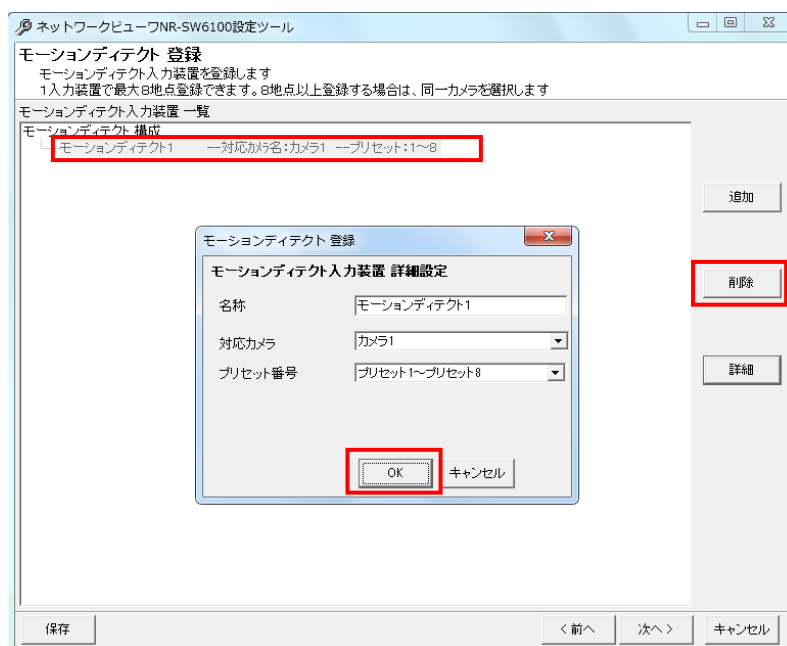 ネットワークビューワNR-SW6100設定ツール
モーションディテクト 登録
モーションディテクト入力装置を登録します
1入力装置で最大8地点登録できます。8地点以上登録する場合は、同一カメラを選択します
モーションディテクト入力装置 一覧
モーションディテクト 構成
モーションディテクト1 --対応カメラ名:カメラ1 --プリセット:1～8
追加
削除
詳細
モーションディテクト 登録
モーションディテクト入力装置 詳細設定
名称 モーションディテクト1
対応カメラ カメラ1
プリセット番号 プリセット1～プリセット8
OK キャンセル
保存 <前へ 次へ> キャンセル